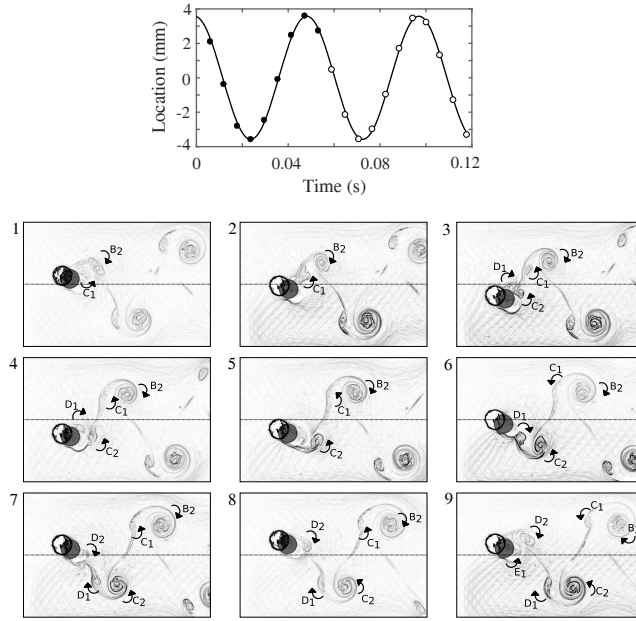 4
2
0
-2
-4
Location (mm)
0 0.04 0.08 0.12
Time (s)
1 B2 C1
2 B2 C1
3 D1 B2 C1 C2
4 D1 B2 C1 C2
5 B2 C1 C2
6 C1 B2 D1 C2
7 B2 D2 C1 D1 C2
8 B2 D2 C1 D1 C2
9 C1 D2 B E1 D1 C2